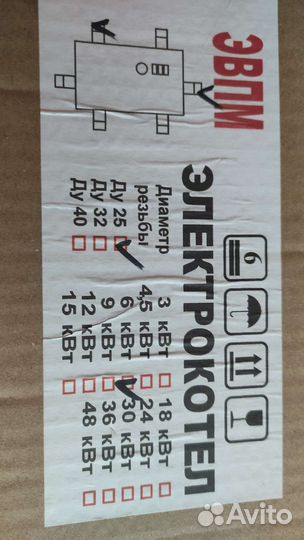 ЭВПМ
6
ЭЛЕКТРОКОТЕЛ
Диаметр
резьбы
Ду 25
Ду 32
Ду 40
3 кВт 18 кВт
4,5 кВт 24 кВт
6 кВт 30 кВт
9 кВт 36 кВт
12 кВт 48 кВт
15 кВт
Avito